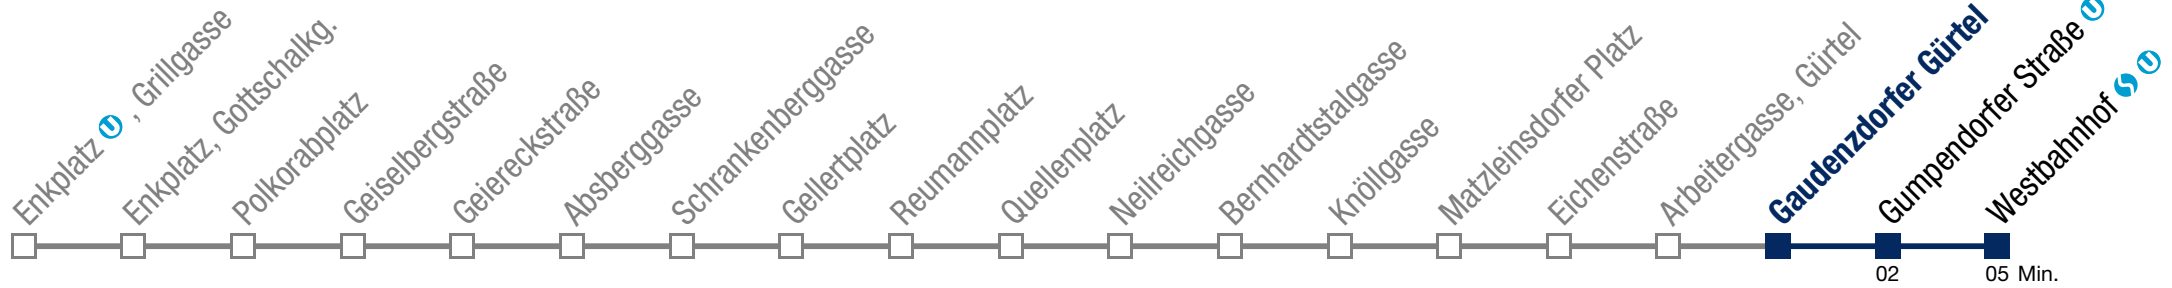 Enkplatz U , Grillgasse
Enkplatz, Gottschalkg.
Polkorabplatz
Geiselbergstraße
Geiereckstraße
Absberggasse
Schrankenberggasse
Gellertplatz
Reumannplatz
Quellenplatz
Neilreichgasse
Bernhardtstalgasse
Knöllgasse
Matzleinsdorfer Platz
Eichenstraße
Arbeitergasse, Gürtel
Gaudenzdorfer Gürtel
Gumpendorfer Straße U
Westbahnhof S U
02
05 Min.